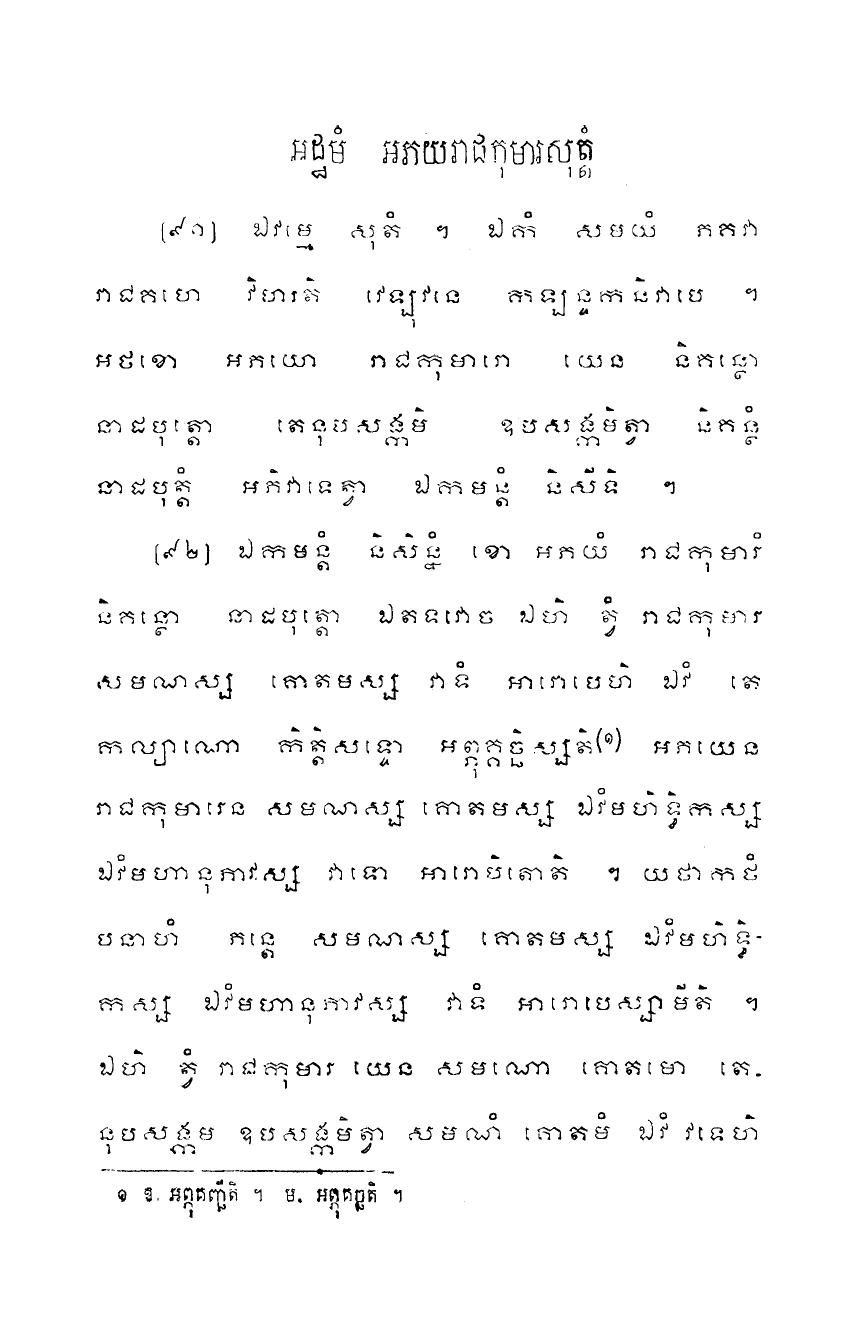 អដ្ឋមំ អភយរាជកុមារសុត្តំ
[៩១] ឯវម្មេ សុតំ ។ ឯកំ សមយំ ភគវា
រាជគហេ វិហរតិ វេឡុវនេ កលន្ទកនិវាបេ ។
អថខោ អភយោ រាជកុមារោ យេន និគន្ថោ
នាដបុត្តោ តេនុបសង្កមិ ឧបសង្កមិត្វា និគន្ថំ
នាដបុត្តំ អភិវាទេត្វា ឯកមន្តំ និសីទិ ។
[៩២] ឯកមន្តំ និសិន្នំ ខោ អភយំ រាជកុមារំ
និគន្ថោ នាដបុត្តោ ឯតទវោច ឯហិ ត្វំ រាជកុមារ
សមណស្ស គោតមស្ស វាទំ អារោបេហិ ឯវំ តេ
កល្យាណោ កិត្តិសទ្ទោ អព្ភុគ្គច្ឆិស្សតិ(១) អភយេន
រាជកុមារេន សមណស្ស គោតមស្ស ឯវំមហិទ្ធិកស្ស
ឯវំមហានុភាវស្ស វាទោ អារោបិតោតិ ។ យថាកថំ
បនាហំ ភន្តេ សមណស្ស គោតមស្ស ឯវំមហិទ្ធិ-
កស្ស ឯវំមហានុភាវស្ស វាទំ អារោបេស្សាមីតិ ។
ឯហិ ត្វំ រាជកុមារ យេន សមណោ គោតមោ តេ-
នុបសង្កម ឧបសង្កមិត្វា សមណំ គោតមំ ឯវំ វទេហិ
១ ឱ. អព្ភុគញ្ឆីតិ ។ ម. អព្ភុគច្ឆតិ ។